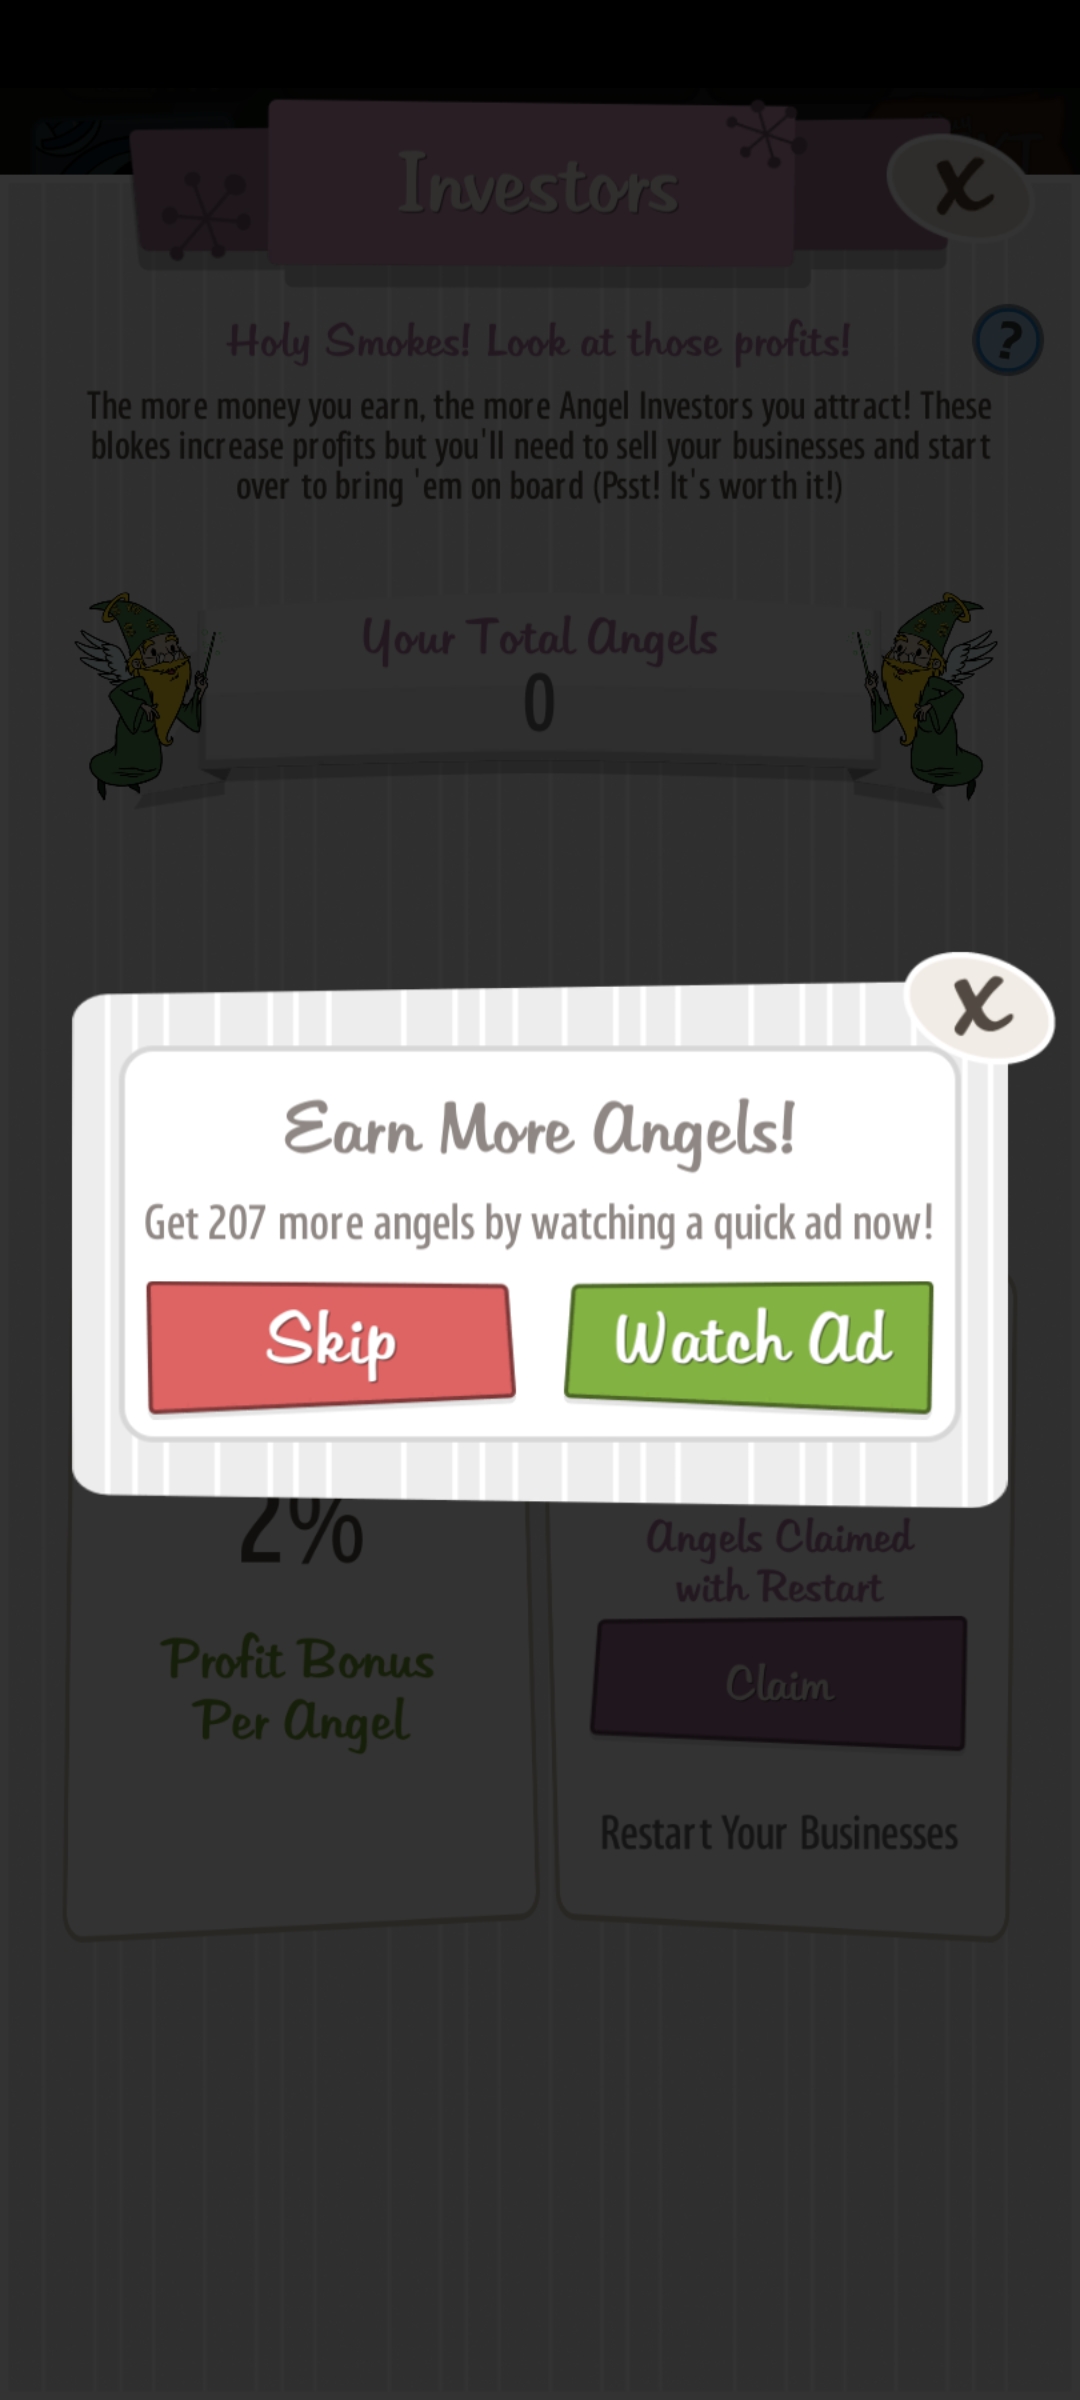 Investors
X
Holy Smokes! Look at those profits!
?
The more money you earn, the more Angel Investors you attract! These
blokes increase profits but you'll need to sell your businesses and start
over to bring 'em on board (Psst! It's worth it!)
Your Total Angels
0
X
Earn More Angels!
Get 207 more angels by watching a quick ad now!
Skip
Watch Ad
2%
Profit Bonus
Per Angel
Angels Claimed
with Restart
Claim
Restart Your Businesses